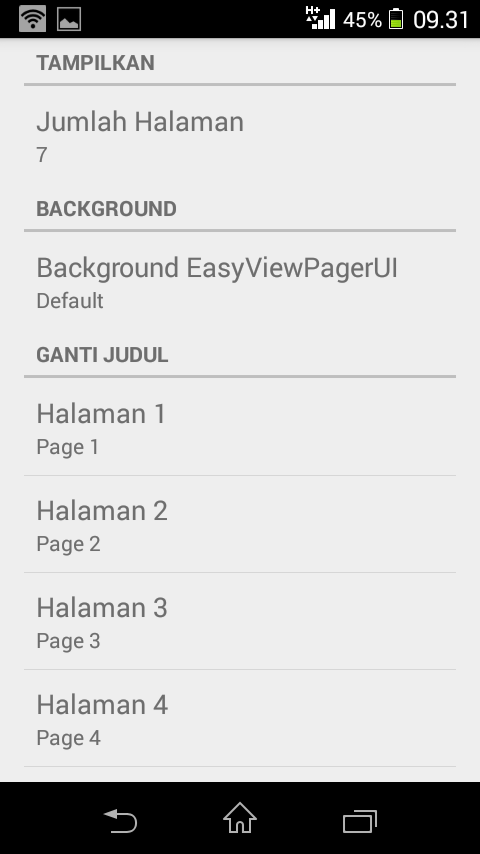 H+ 45% 09.31
TAMPILKAN
Jumlah Halaman
7
BACKGROUND
Background EasyViewPagerUI
Default
GANTI JUDUL
Halaman 1
Page 1
Halaman 2
Page 2
Halaman 3
Page 3
Halaman 4
Page 4